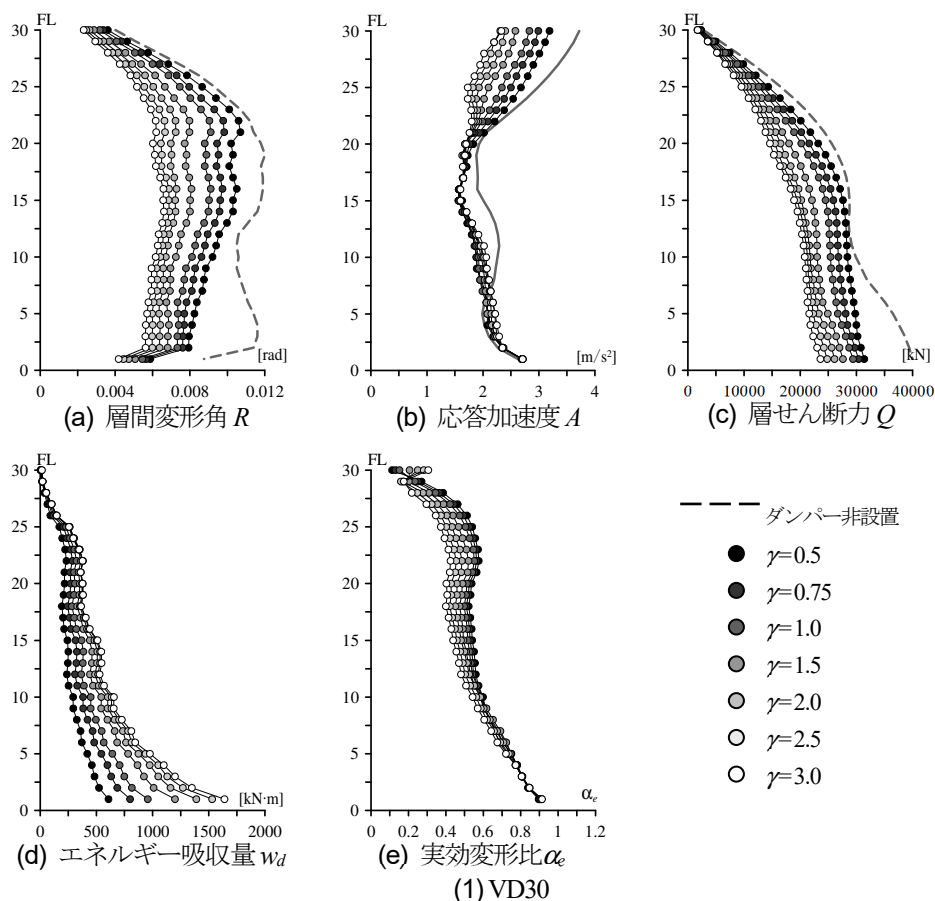 FL
30
25
20
15
10
5
0
0 0.004 0.008 0.012
[rad]
(a) 層間変形角 R
FL
30
25
20
15
10
5
0
0 1 2 3 4
[m/s²]
(b) 応答加速度 A
FL
30
25
20
15
10
5
0
0 10000 20000 30000 40000
[kN]
(c) 層せん断力 Q
FL
30
25
20
15
10
5
0
0 500 1000 1500 2000
[kN·m]
(d) エネルギー吸収量 w_d
FL
30
25
20
15
10
5
0
0 0.2 0.4 0.6 0.8 1 1.2
α_e
(e) 実効変形比α_e
ダンパー非設置
γ=0.5
γ=0.75
γ=1.0
γ=1.5
γ=2.0
γ=2.5
γ=3.0
(1) VD30